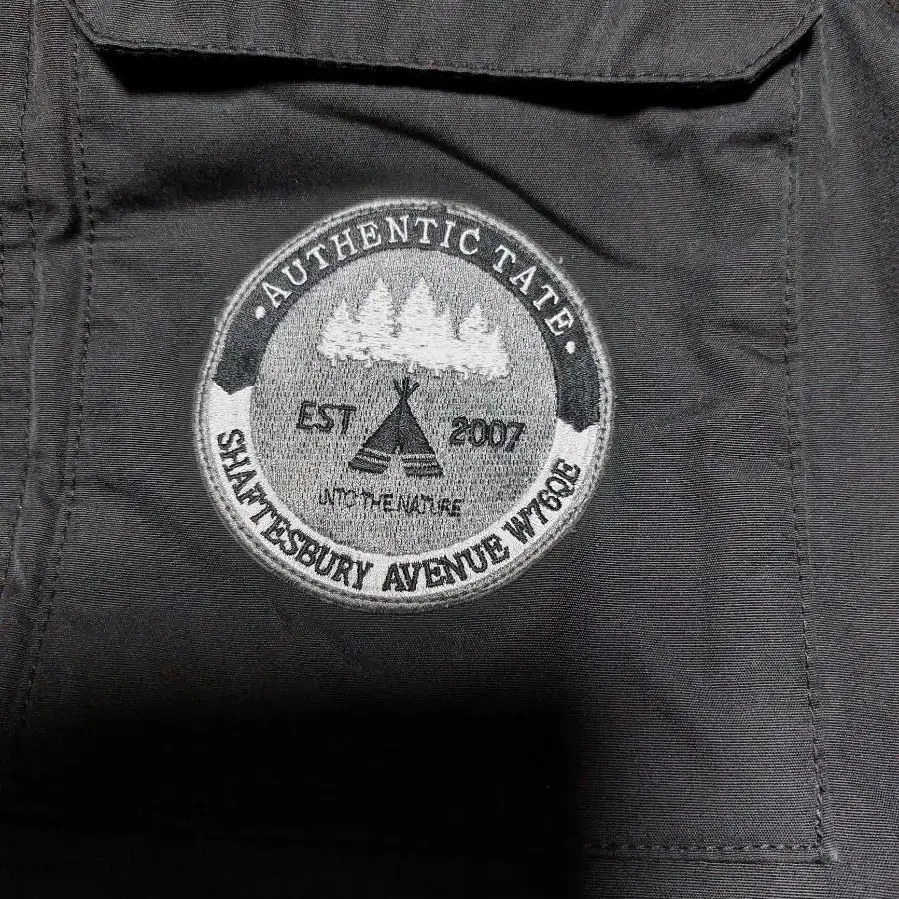 AUTHENTIC TATE
EST 2007
INTO THE NATURE
SHAFTESBURY AVENUE W76QE